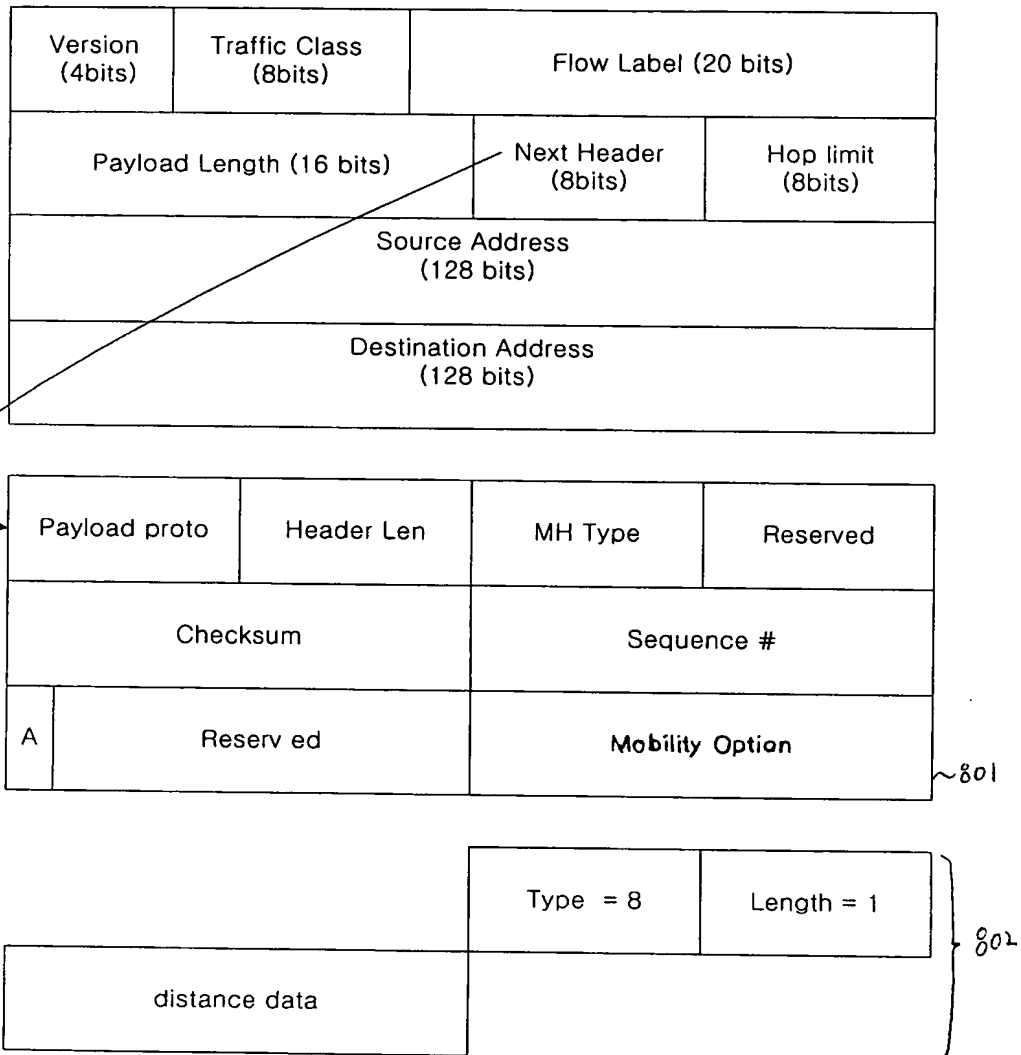 Version
(4bits)
Traffic Class
(8bits)
Flow Label (20 bits)
Payload Length (16 bits)
Next Header
(8bits)
Hop limit
(8bits)
Source Address
(128 bits)
Destination Address
(128 bits)
Payload proto
Header Len
MH Type
Reserved
Checksum
Sequence #
A
Reserv ed
Mobility Option
801
Type = 8
Length = 1
802
distance data